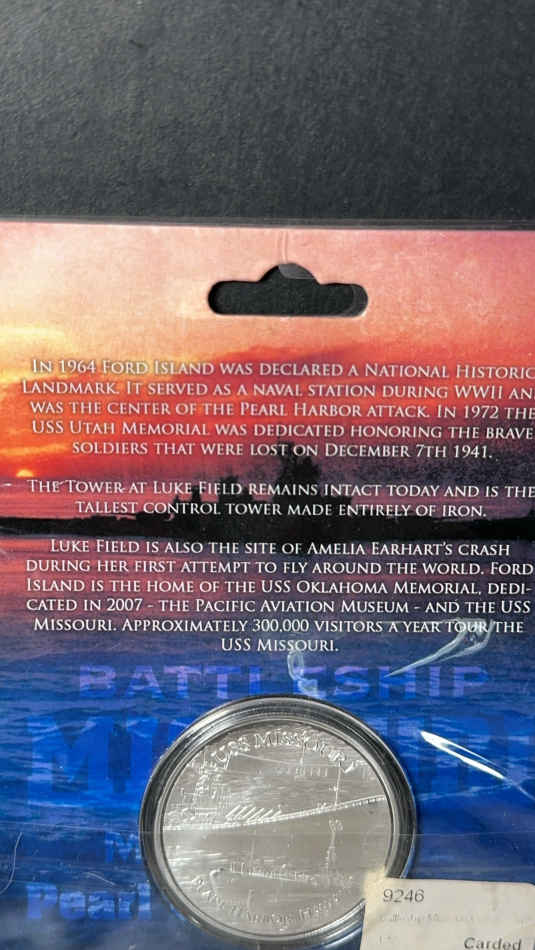 In 1964 Ford Island was declared a National Historic
Landmark. It served as a naval station during WWII an
was the center of the Pearl Harbor attack. In 1972 the
USS Utah Memorial was dedicated honoring the brave
soldiers that were lost on December 7th 1941.
The Tower at Luke Field remains intact today and is the
tallest control tower made entirely of iron.
Luke Field is also the site of Amelia Earhart's crash
during her first attempt to fly around the world. Ford
Island is the home of the USS Oklahoma Memorial, dedi-
cated in 2007 - the Pacific Aviation Museum - and the USS
Missouri. Approximately 300,000 visitors a year tour the
USS Missouri.
BATTLESHIP
USS MISSOURI
Pearl
9246
Carded